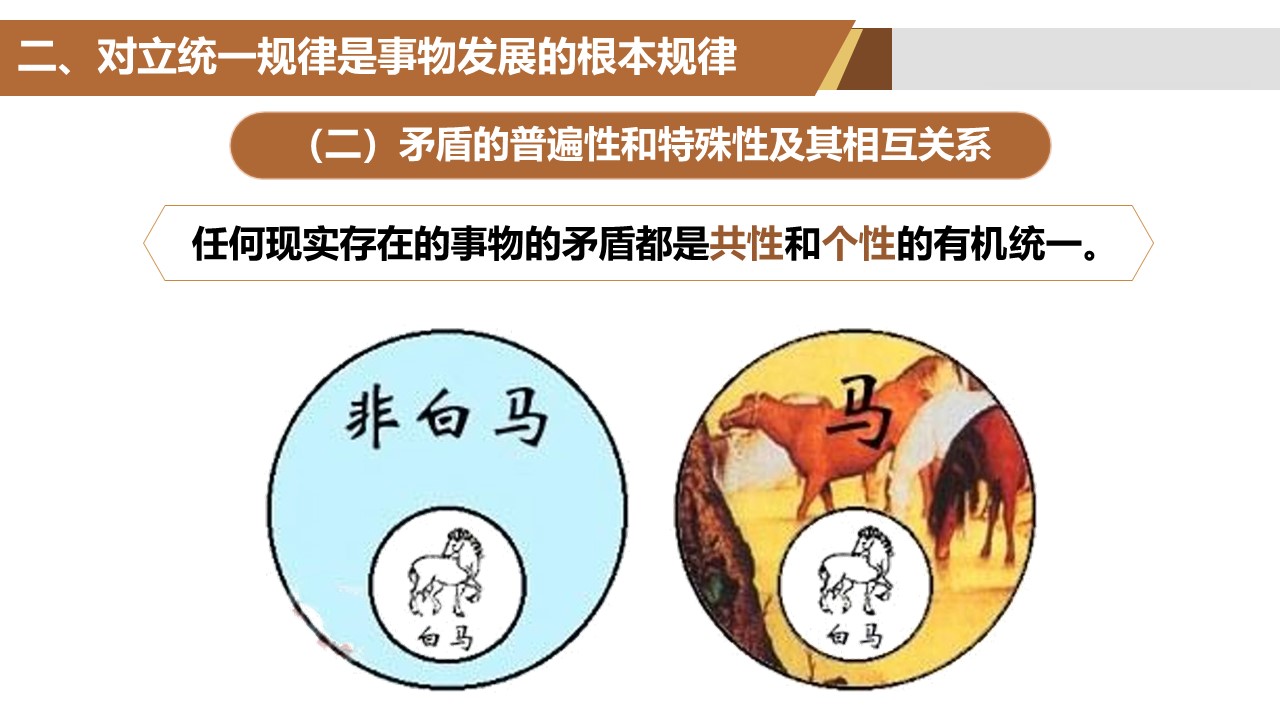 二、对立统一规律是事物发展的根本规律
（二）矛盾的普遍性和特殊性及其相互关系
任何现实存在的事物的矛盾都是共性和个性的有机统一。
非白马
马
白马
白马